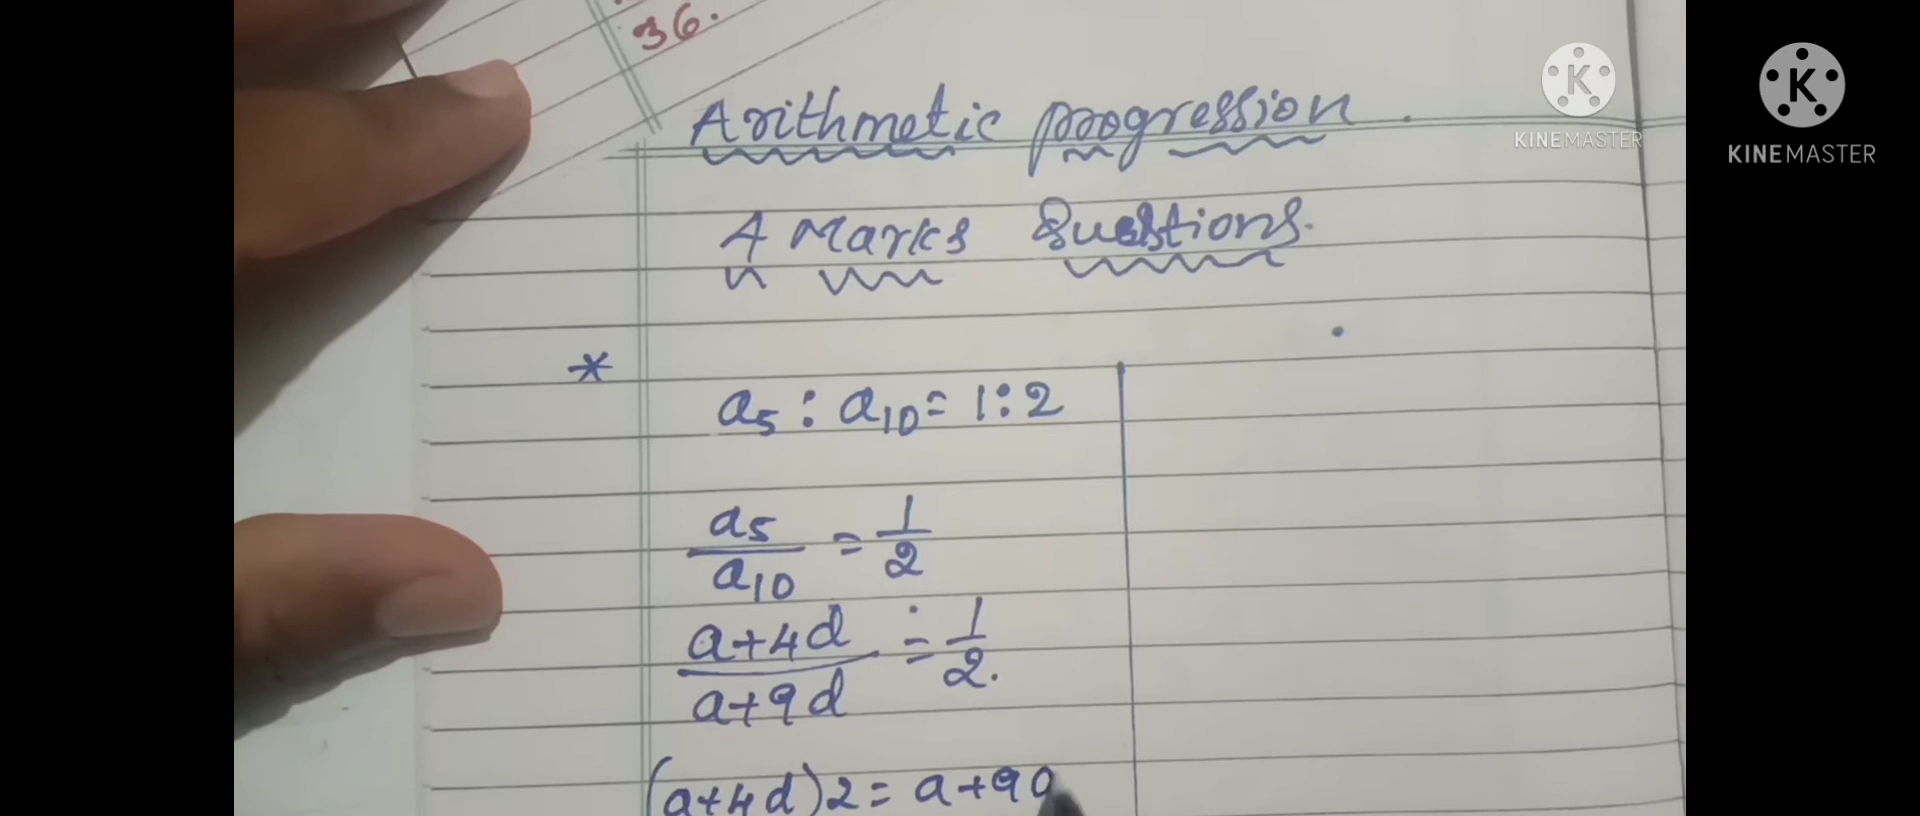 36.
Arithmetic progression.
4 Marks Questions.
*
a5 : a10 = 1:2
a5/a10 = 1/2
a+4d/a+9d = 1/2.
(a+4d)2 = a+9d
KINEMASTER
KINEMASTER